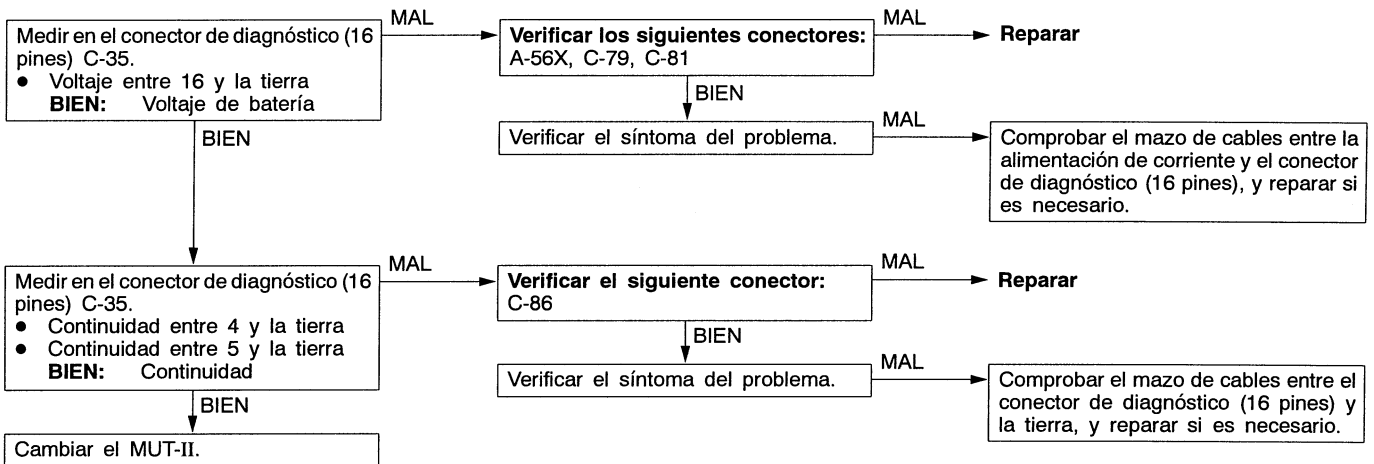 Medir en el conector de diagnóstico (16
pines) C-35.
● Voltaje entre 16 y la tierra
BIEN: Voltaje de batería
MAL
Verificar los siguientes conectores:
A-56X, C-79, C-81
MAL
Reparar
BIEN
BIEN
Verificar el síntoma del problema.
MAL
Comprobar el mazo de cables entre la
alimentación de corriente y el conector
de diagnóstico (16 pines), y reparar si
es necesario.
Medir en el conector de diagnóstico (16
pines) C-35.
● Continuidad entre 4 y la tierra
● Continuidad entre 5 y la tierra
BIEN: Continuidad
MAL
Verificar el siguiente conector:
C-86
MAL
Reparar
BIEN
Verificar el síntoma del problema.
MAL
Comprobar el mazo de cables entre el
conector de diagnóstico (16 pines) y
la tierra, y reparar si es necesario.
BIEN
Cambiar el MUT-II.